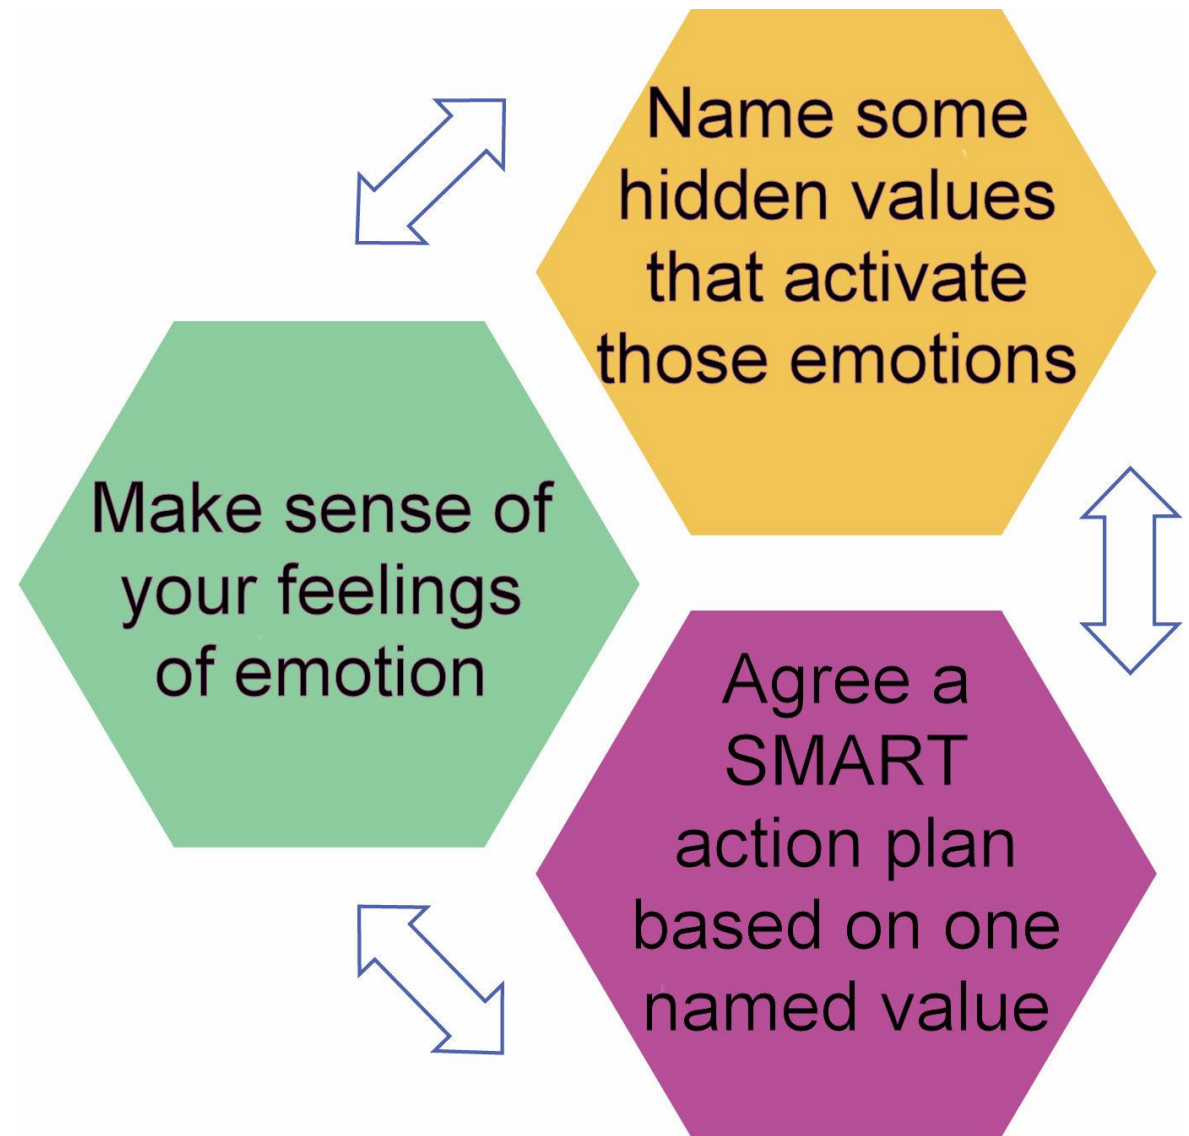 Name some
hidden values
that activate
those emotions
Make sense of
your feelings
of emotion
Agree a
SMART
action plan
based on one
named value